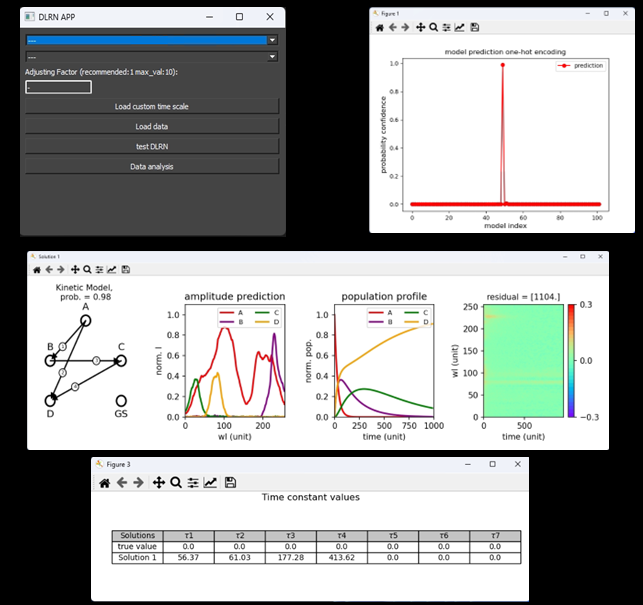 DLRN APP
---
---
Adjusting Factor (recommended:1 max_val:10):
-
Load custom time scale
Load data
test DLRN
Data analysis
Figure 1
model prediction one-hot encoding
prediction
probability confidence
1.0
0.8
0.6
0.4
0.2
0.0
0 20 40 60 80 100
model index
Solution 1
Kinetic Model,
prob. = 0.98
A
B C
D GS
1
2
3
4
amplitude prediction
A C
B D
norm. I
1.0
0.8
0.6
0.4
0.2
0.0
0 100 200
wl (unit)
population profile
A C
B D
norm. pop.
1.0
0.8
0.6
0.4
0.2
0.0
0 250 500 750 1000
time (unit)
residual = [1104.]
wl (unit)
250
200
150
100
50
0
0 500
time (unit)
0.3
0.0
−0.3
Figure 3
Time constant values
Solutions τ1 τ2 τ3 τ4 τ5 τ6 τ7
true value 0.0 0.0 0.0 0.0 0.0 0.0 0.0
Solution 1 56.37 61.03 177.28 413.62 0.0 0.0 0.0